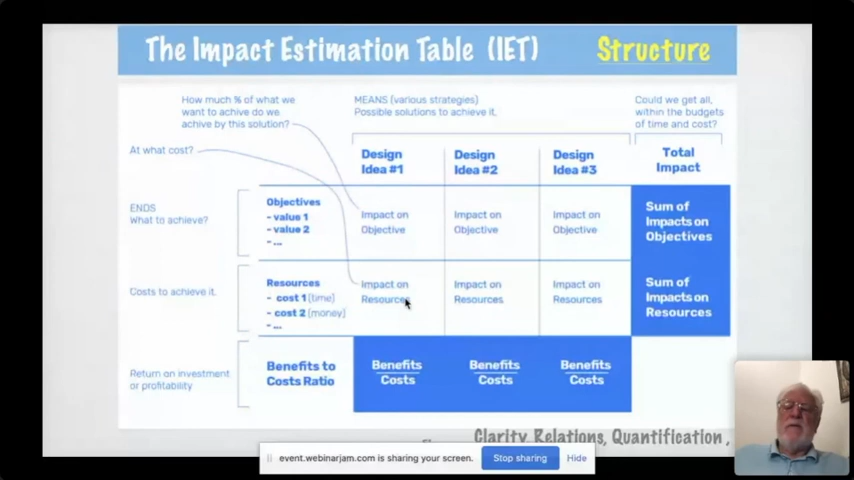 The Impact Estimation Table (IET) Structure
How much % of what we
want to achive do we
achive by this solution?
MEANS (various strategies)
Possible solutions to achieve it.
Could we get all,
within the budgets
of time and cost?
At what cost?
Design
Idea #1
Design
Idea #2
Design
Idea #3
Total
Impact
ENDS
What to achieve?
Objectives
- value 1
- value 2
- ...
Impact on
Objective
Impact on
Objective
Impact on
Objective
Sum of
Impacts on
Objectives
Costs to achieve it.
Resources
- cost 1 (time)
- cost 2 (money)
- ...
Impact on
Resources
Impact on
Resources
Impact on
Resources
Sum of
Impacts on
Resources
Return on investment
or profitability
Benefits to
Costs Ratio
Benefits
Costs
Benefits
Costs
Benefits
Costs
Clarity, Relations, Quantification ,
event.webinarjam.com is sharing your screen.
Stop sharing
Hide